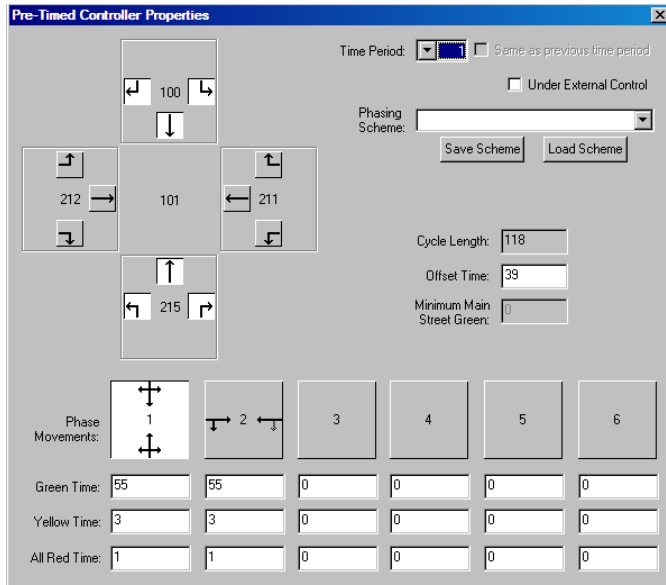 Pre-Timed Controller Properties
Time Period: 1 Same as previous time period
100
Under External Control
Phasing Scheme:
Save Scheme Load Scheme
212 101 211
Cycle Length: 118
Offset Time: 39
215
Minimum Main Street Green: 0
Phase Movements: 1 2 3 4 5 6
Green Time: 55 55 0 0 0 0
Yellow Time: 3 3 0 0 0 0
All Red Time: 1 1 0 0 0 0